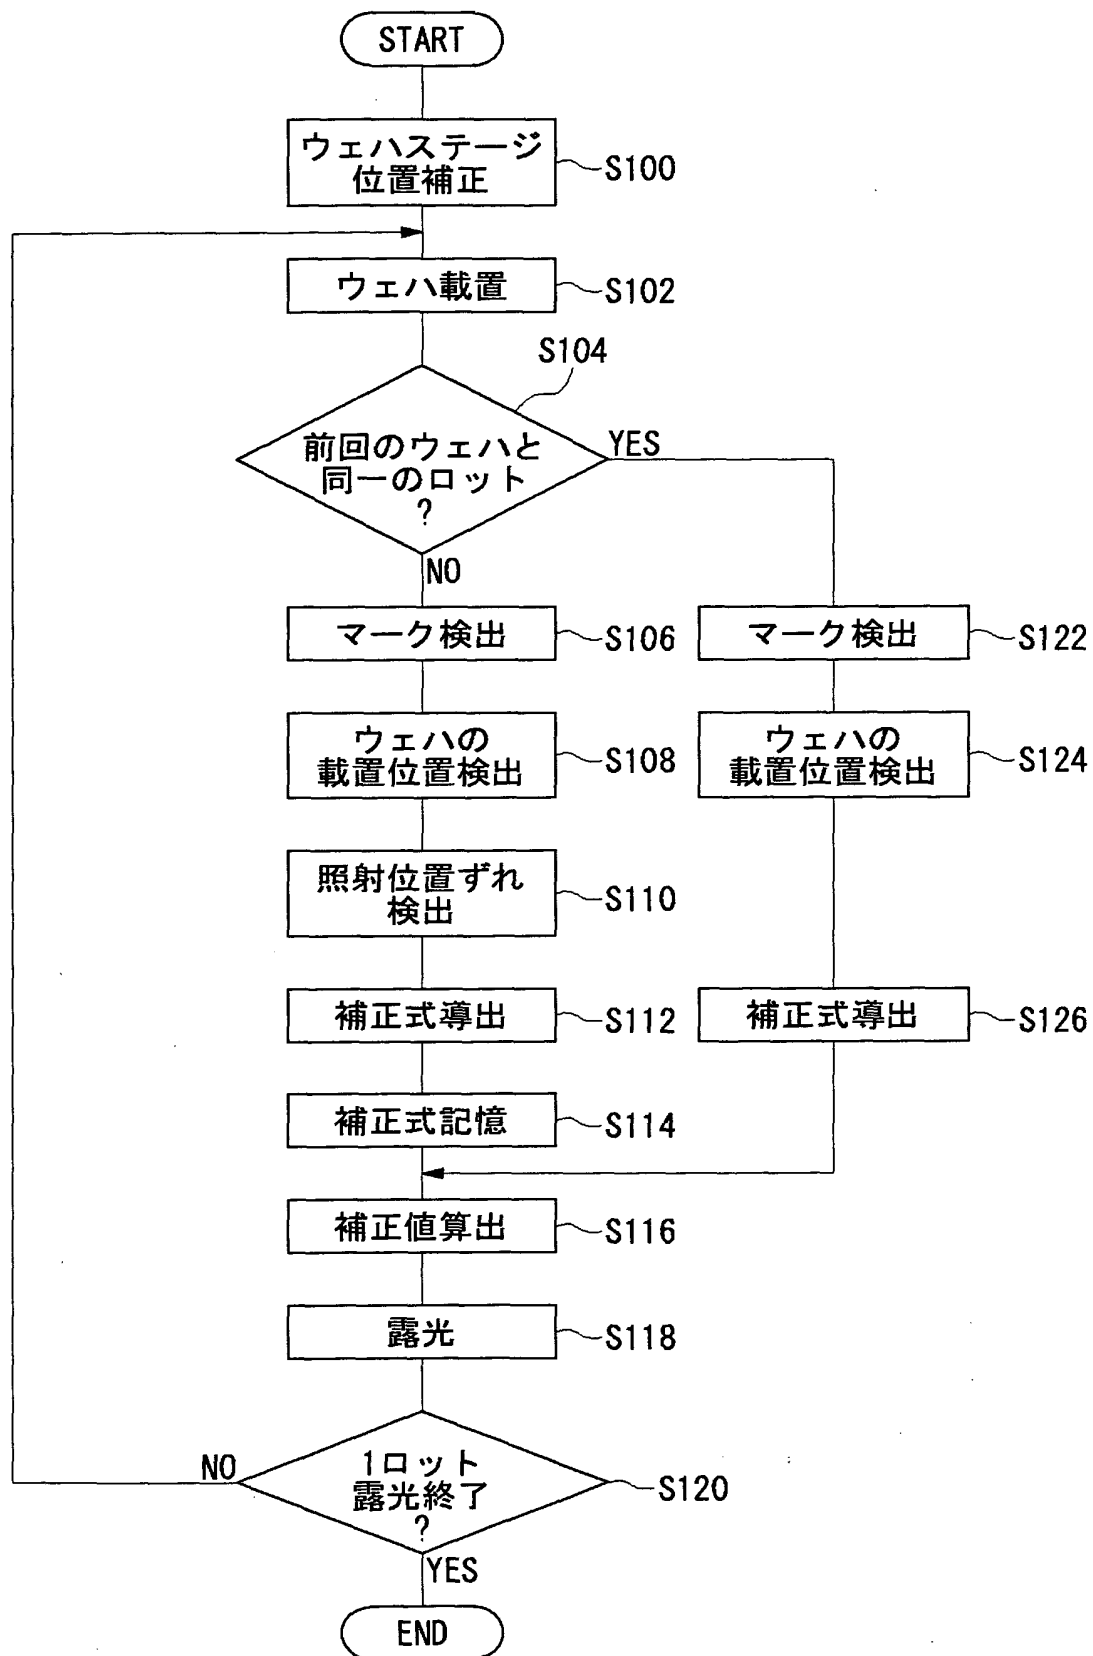 START
ウェハステージ
位置補正
S100
ウェハ載置
S102
S104
前回のウェハと
同一のロット
?
YES
NO
マーク検出
S106
マーク検出
S122
ウェハの
載置位置検出
S108
ウェハの
載置位置検出
S124
照射位置ずれ
検出
S110
補正式導出
S112
補正式導出
S126
補正式記憶
S114
補正値算出
S116
露光
S118
NO
1ロット
露光終了
?
S120
YES
END